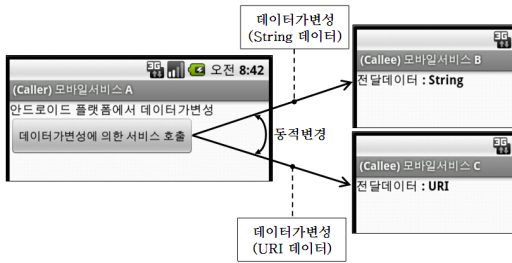 데이터가변성
(String 데이터)
3G
오전 8:42
(Caller) 모바일서비스 A
안드로이드 플랫폼에서 데이터가변성
데이터가변성에 의한 서비스 호출
동적변경
3G
(Callee) 모바일서비스 B
전달데이터 : String
3G
(Callee) 모바일서비스 C
전달데이터 : URI
데이터가변성
(URI 데이터)